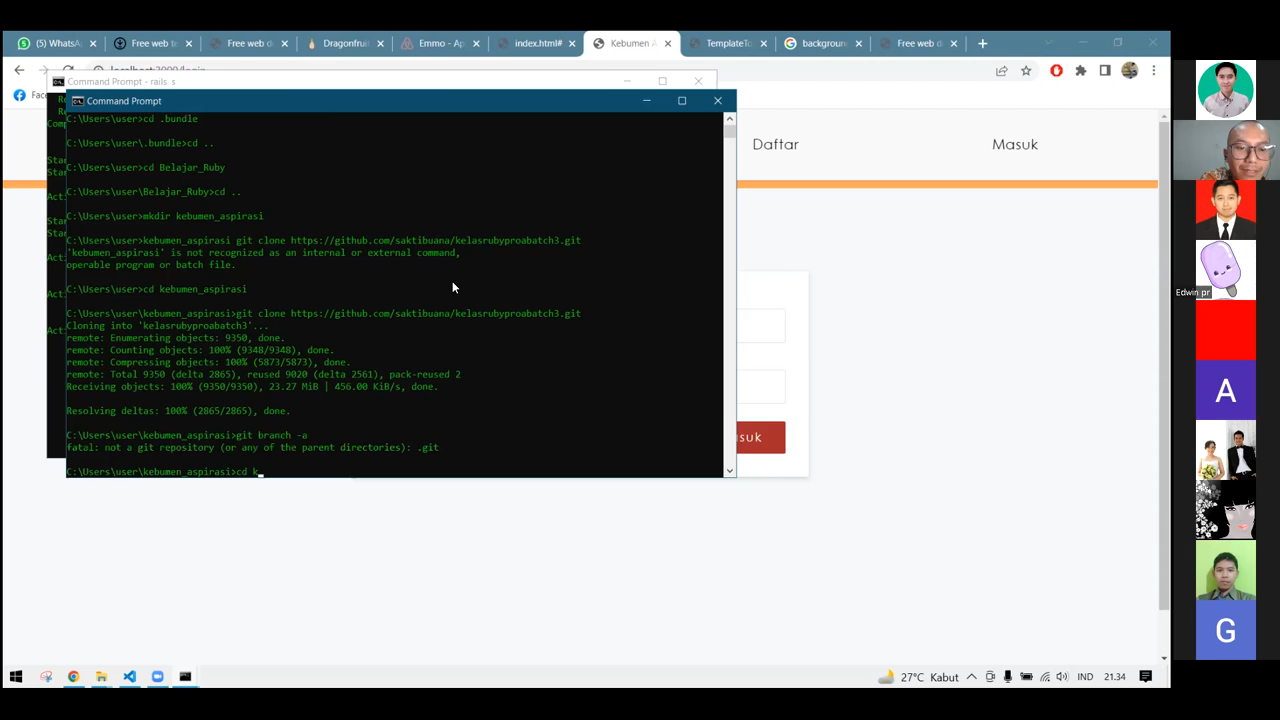 (5) WhatsA
Free web te
Free web d
Dragonfruit
Emmo - Ap
index.html#
Kebumen A
TemplateTo
background
Free web d
Command Prompt - rails s
Command Prompt
C:\Users\user>cd .bundle
C:\Users\user\.bundle>cd ..
C:\Users\user>cd Belajar_Ruby
C:\Users\user\Belajar_Ruby>cd ..
C:\Users\user>mkdir kebumen_aspirasi
C:\Users\user>kebumen_aspirasi git clone https://github.com/saktibuana/kelasrubyproabatch3.git
'kebumen_aspirasi' is not recognized as an internal or external command,
operable program or batch file.
C:\Users\user>cd kebumen_aspirasi
C:\Users\user\kebumen_aspirasi>git clone https://github.com/saktibuana/kelasrubyproabatch3.git
Cloning into 'kelasrubyproabatch3'...
remote: Enumerating objects: 9350, done.
remote: Counting objects: 100% (9348/9348), done.
remote: Compressing objects: 100% (5873/5873), done.
remote: Total 9350 (delta 2865), reused 9020 (delta 2561), pack-reused 2
Receiving objects: 100% (9350/9350), 23.27 MiB | 456.00 KiB/s, done.
Resolving deltas: 100% (2865/2865), done.
C:\Users\user\kebumen_aspirasi>git branch -a
fatal: not a git repository (or any of the parent directories): .git
C:\Users\user\kebumen_aspirasi>cd k
Daftar
Masuk
suk
Edwin pr
A
G
27°C Kabut
IND
21.34